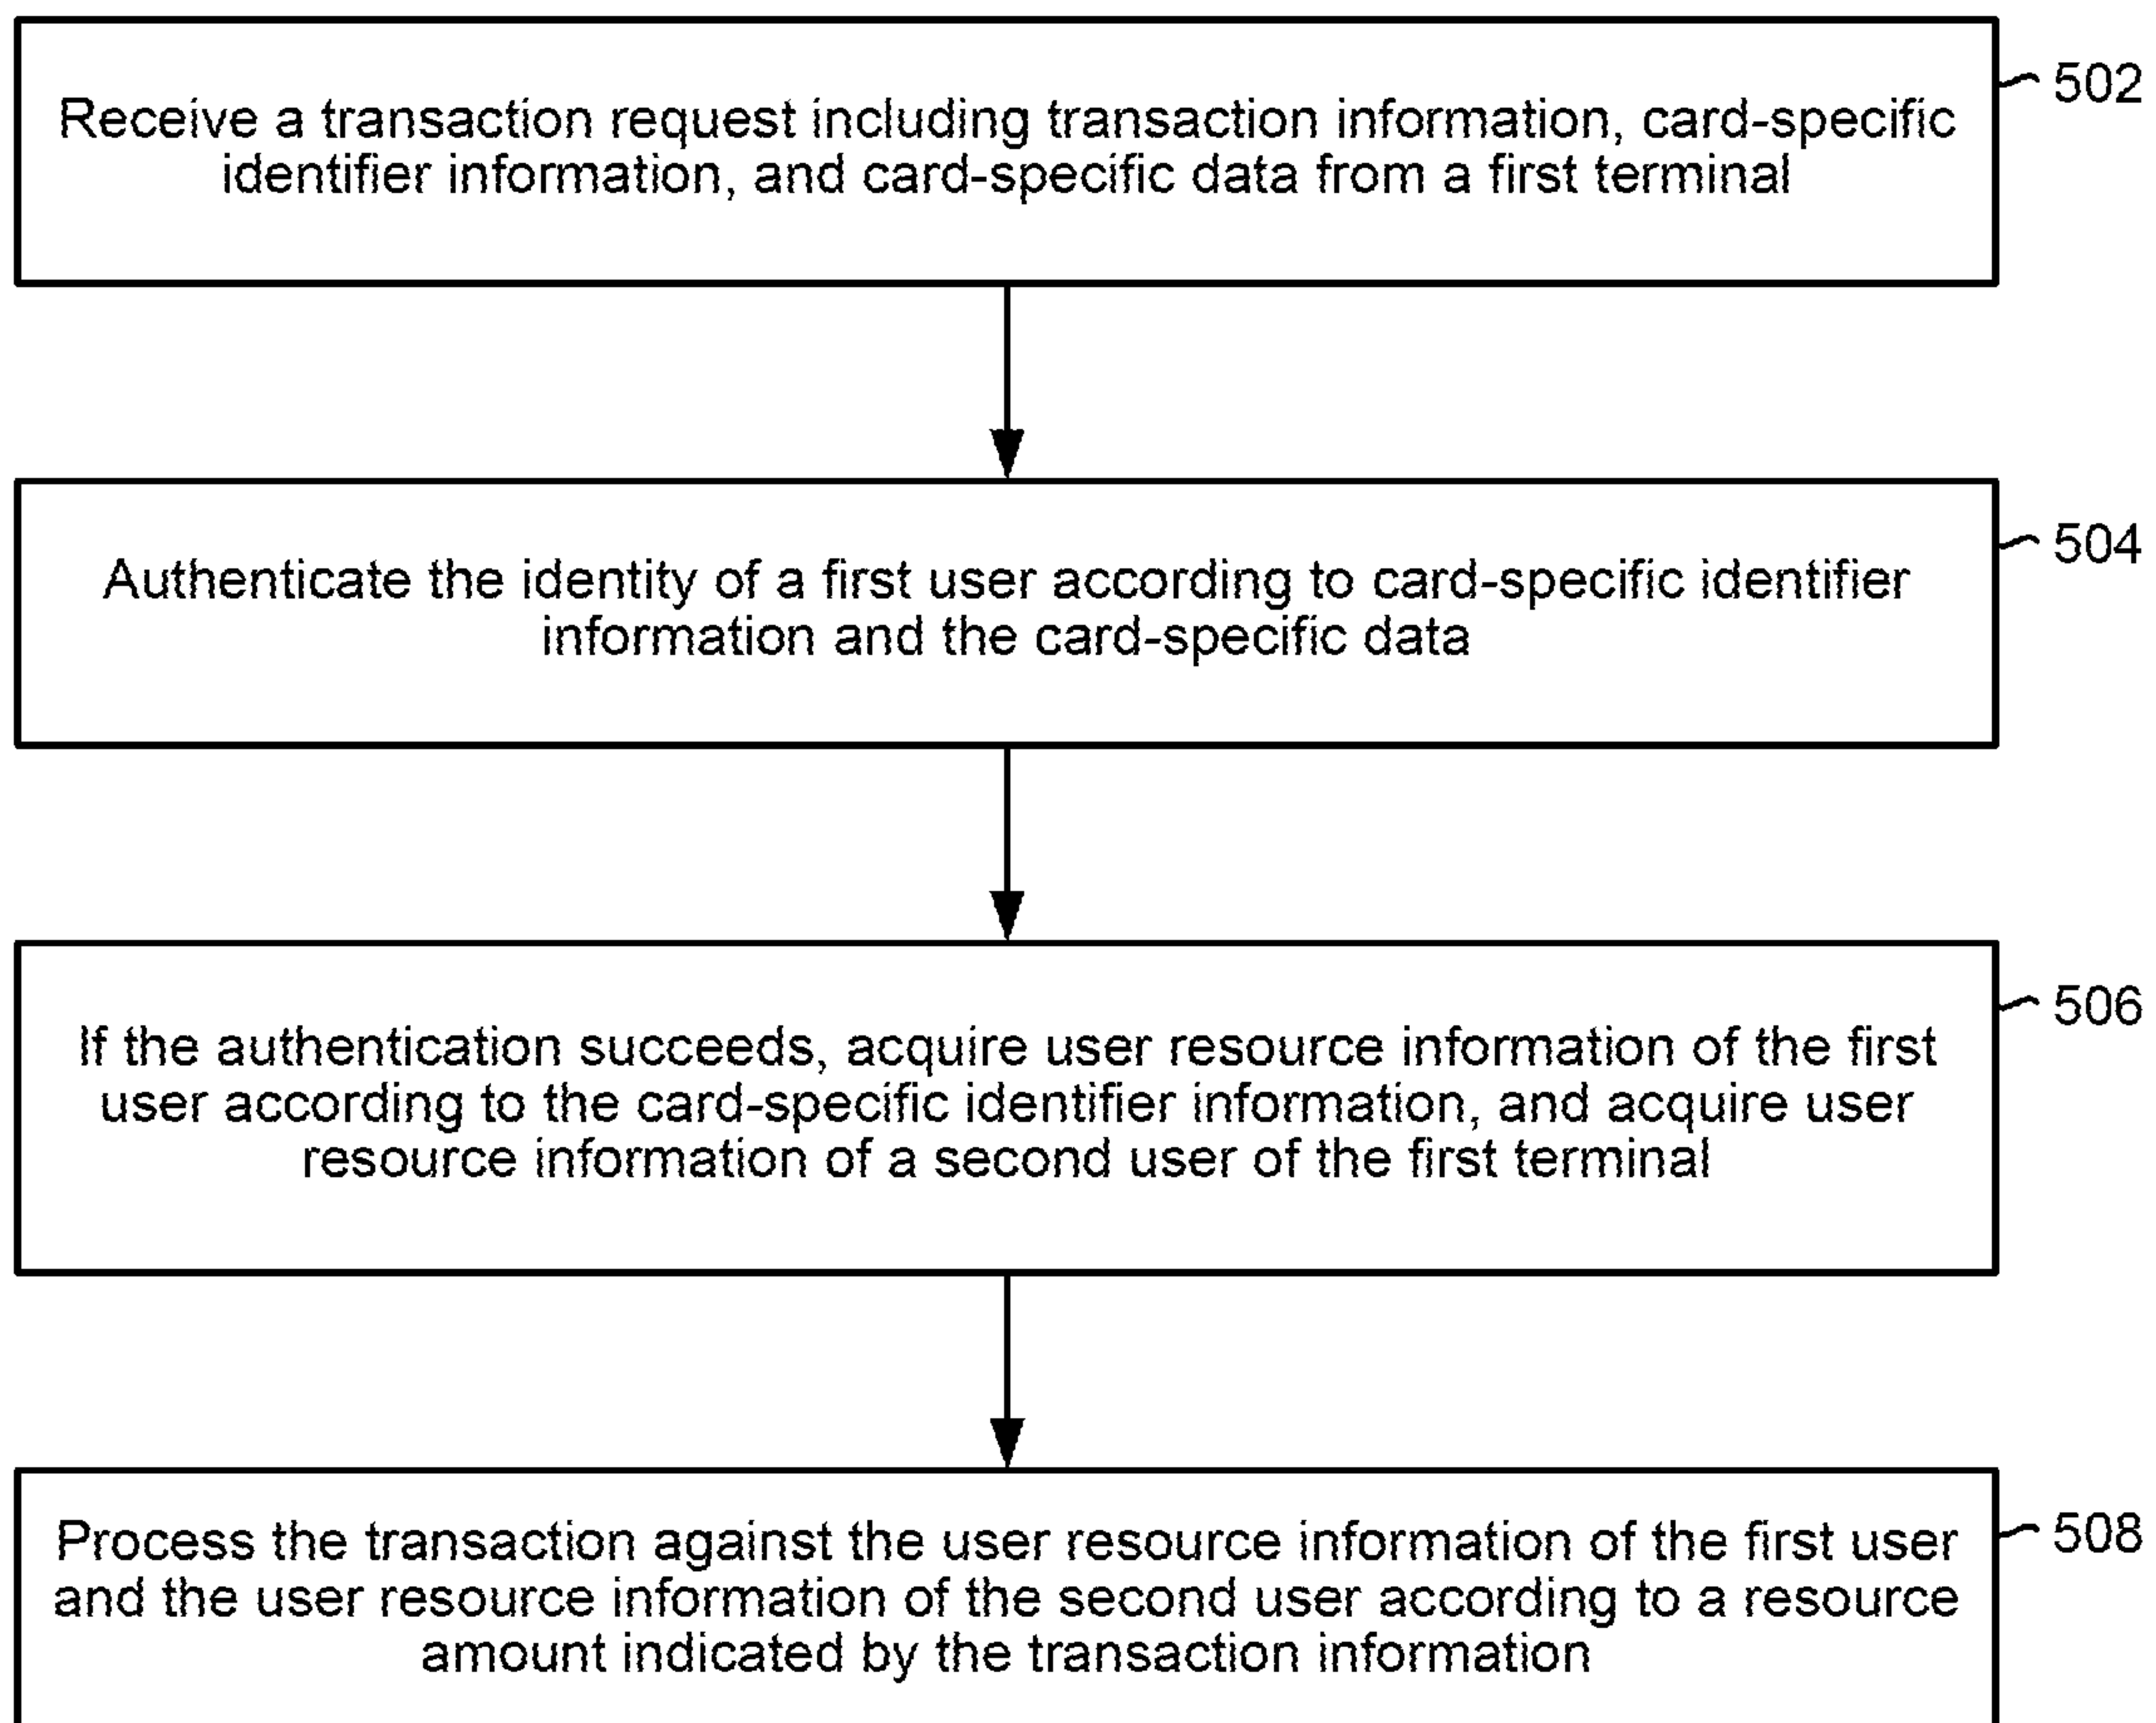 Receive a transaction request including transaction information, card-specific
identifier information, and card-specific data from a first terminal
502
Authenticate the identity of a first user according to card-specific identifier
information and the card-specific data
504
If the authentication succeeds, acquire user resource information of the first
user according to the card-specific identifier information, and acquire user
resource information of a second user of the first terminal
506
Process the transaction against the user resource information of the first user
and the user resource information of the second user according to a resource
amount indicated by the transaction information
508